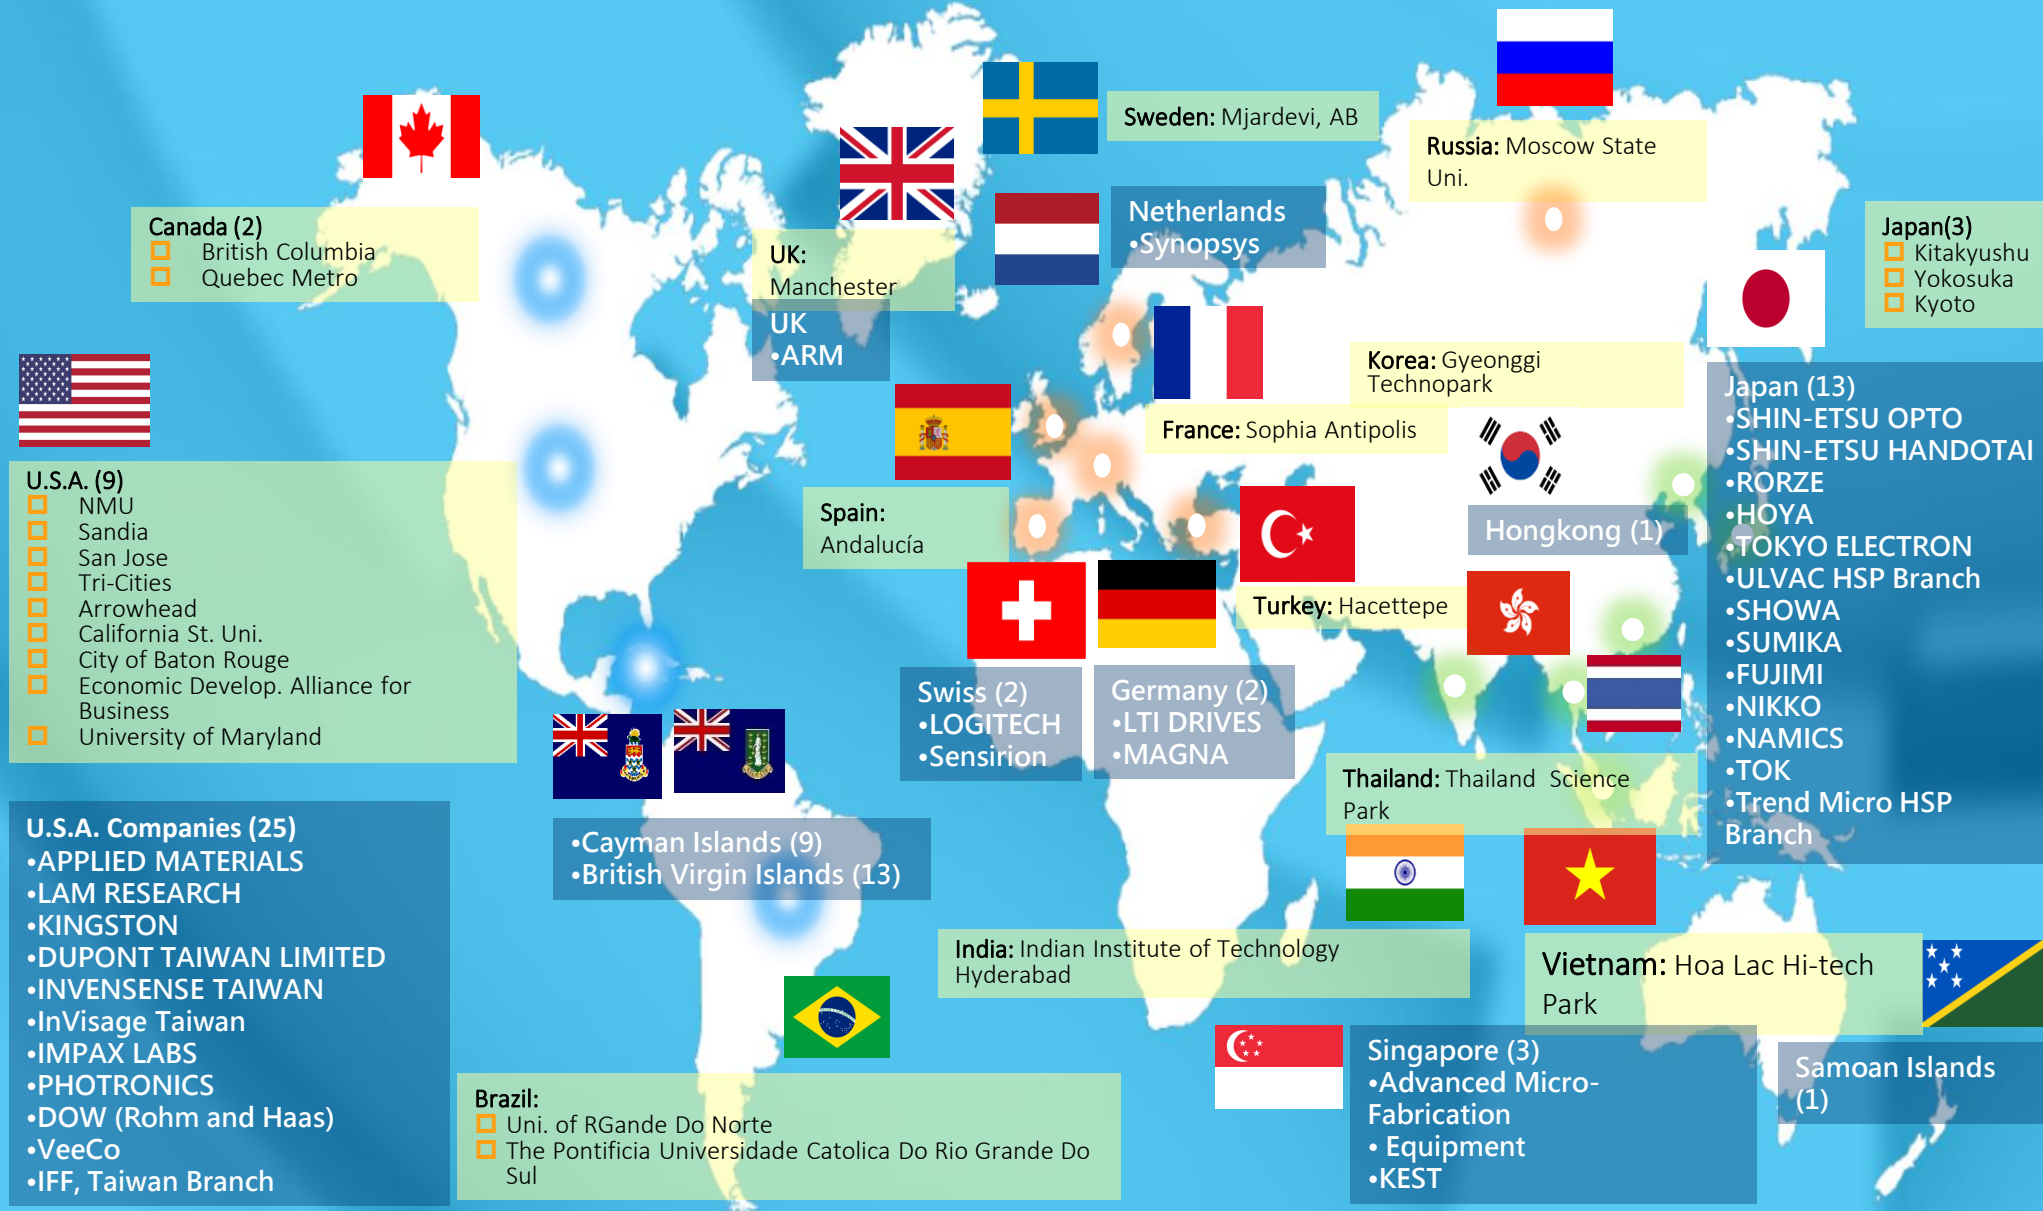 Sweden: Mjardevi, AB
Russia: Moscow State
Uni.
Canada (2)
British Columbia
Quebec Metro
UK:
Manchester
UK
•ARM
Netherlands
•Synopsys
Japan(3)
Kitakyushu
Yokosuka
Kyoto
Korea: Gyeonggi
Technopark
France: Sophia Antipolis
Japan (13)
•SHIN-ETSU OPTO
•SHIN-ETSU HANDOTAI
•RORZE
•HOYA
•TOKYO ELECTRON
•ULVAC HSP Branch
•SHOWA
•SUMIKA
•FUJIMI
•NIKKO
•NAMICS
•TOK
•Trend Micro HSP
Branch
U.S.A. (9)
NMU
Sandia
San Jose
Tri-Cities
Arrowhead
California St. Uni.
City of Baton Rouge
Economic Develop. Alliance for
Business
University of Maryland
Spain:
Andalucía
Hongkong (1)
Turkey: Hacettepe
Swiss (2)
•LOGITECH
•Sensirion
Germany (2)
•LTI DRIVES
•MAGNA
Thailand: Thailand Science
Park
•Cayman Islands (9)
•British Virgin Islands (13)
U.S.A. Companies (25)
•APPLIED MATERIALS
•LAM RESEARCH
•KINGSTON
•DUPONT TAIWAN LIMITED
•INVENSENSE TAIWAN
•InVisage Taiwan
•IMPAX LABS
•PHOTRONICS
•DOW (Rohm and Haas)
•VeeCo
•IFF, Taiwan Branch
India: Indian Institute of Technology
Hyderabad
Vietnam: Hoa Lac Hi-tech
Park
Singapore (3)
•Advanced Micro-
Fabrication
• Equipment
•KEST
Samoan Islands
(1)
Brazil:
Uni. of RGande Do Norte
The Pontificia Universidade Catolica Do Rio Grande Do
Sul